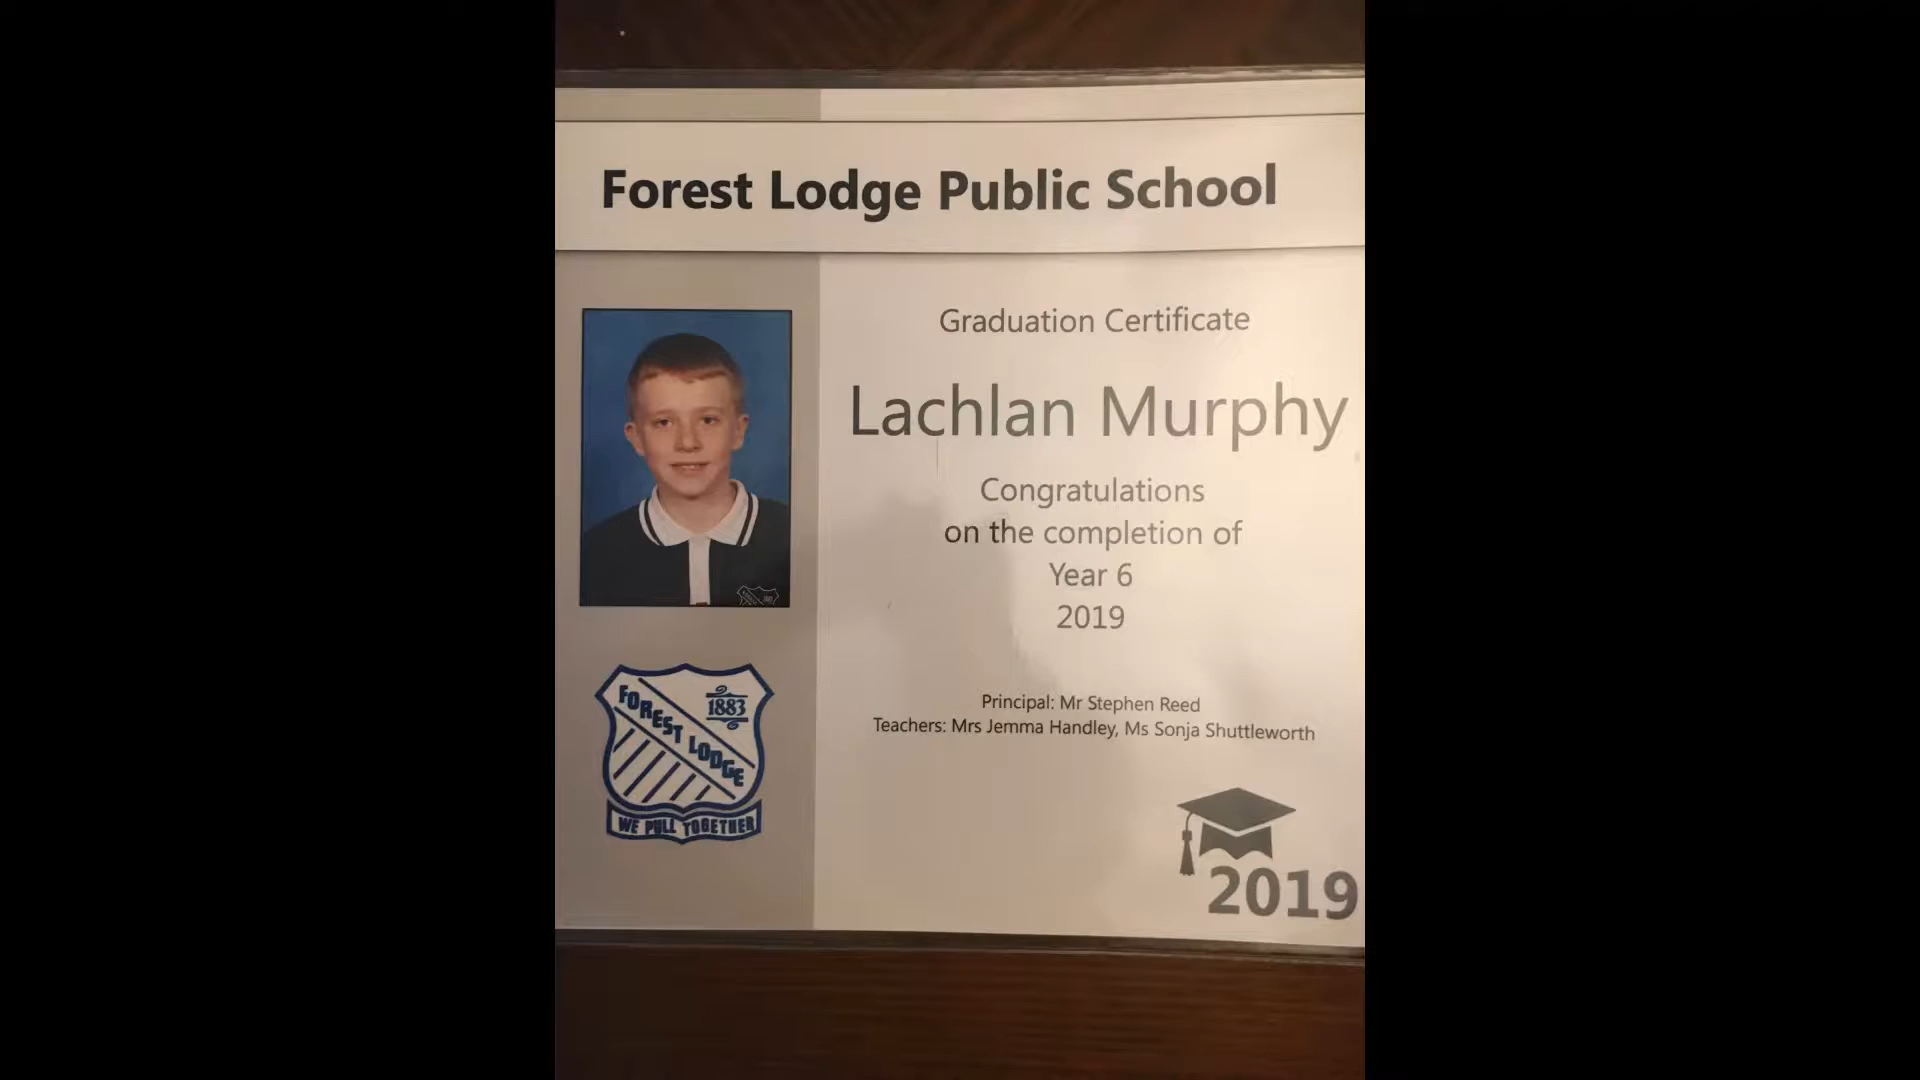 Forest Lodge Public School
Graduation Certificate
Lachlan Murphy
Congratulations
on the completion of
Year 6
2019
Principal: Mr Stephen Reed
Teachers: Mrs Jemma Handley, Ms Sonja Shuttleworth
1883
FOREST LODGE
WE PULL TOGETHER
2019